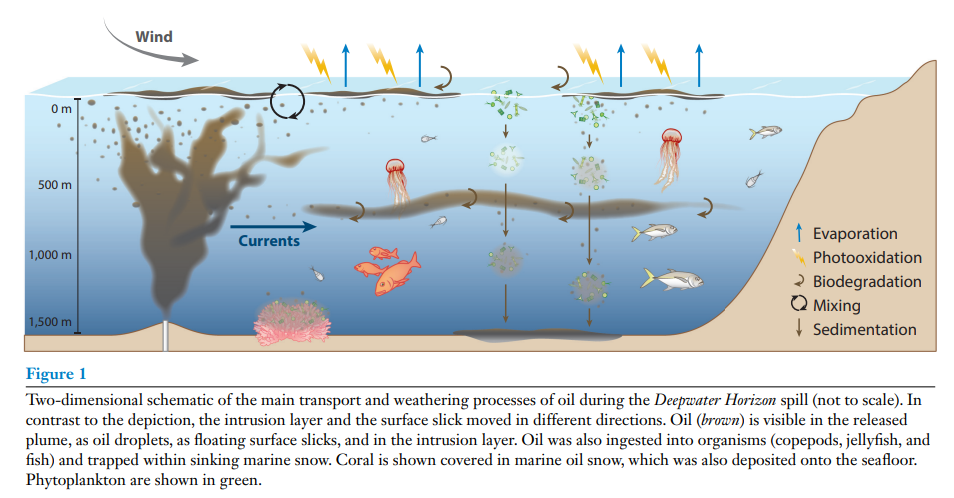 Wind
0 m
500 m
Currents
1,000 m
1,500 m
Evaporation
Photooxidation
Biodegradation
Mixing
Sedimentation
Figure 1
Two-dimensional schematic of the main transport and weathering processes of oil during the Deepwater Horizon spill (not to scale). In
contrast to the depiction, the intrusion layer and the surface slick moved in different directions. Oil (brown) is visible in the released
plume, as oil droplets, as floating surface slicks, and in the intrusion layer. Oil was also ingested into organisms (copepods, jellyfish, and
fish) and trapped within sinking marine snow. Coral is shown covered in marine oil snow, which was also deposited onto the seafloor.
Phytoplankton are shown in green.